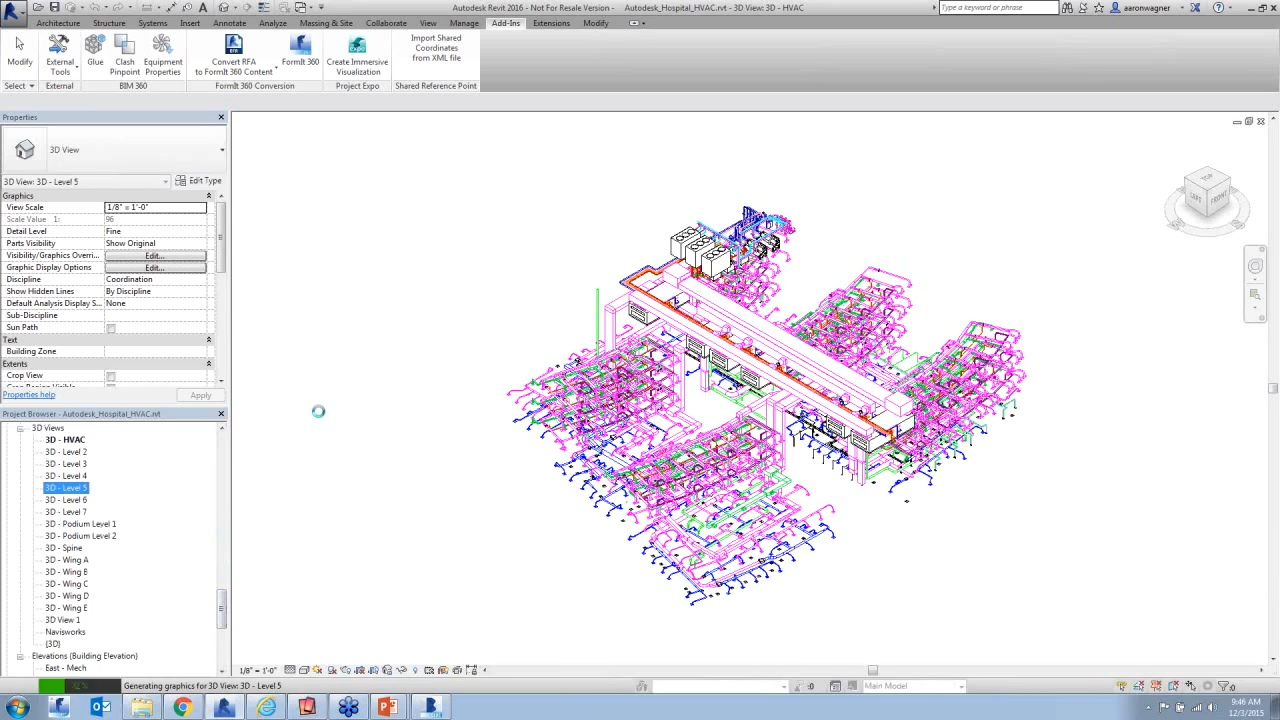 Autodesk Revit 2016 - Not For Resale Version - Autodesk_Hospital_HVAC.rvt - 3D View: 3D - HVAC
Type a keyword or phrase
aaronwagner
Architecture Structure Systems Insert Annotate Analyze Massing & Site Collaborate View Manage Add-Ins Extensions Modify
Modify
External Tools
Glue
Clash Pinpoint
Equipment Properties
Convert RFA to FormIt 360 Content
FormIt 360
Create Immersive Visualization
Import Shared Coordinates from XML file
Select External BIM 360 FormIt 360 Conversion Project Expo Shared Reference Point
Properties
3D View
3D View: 3D - Level 5 Edit Type
Graphics
View Scale 1/8" = 1'-0"
Scale Value 1: 96
Detail Level Fine
Parts Visibility Show Original
Visibility/Graphics Overri... Edit...
Graphic Display Options Edit...
Discipline Coordination
Show Hidden Lines By Discipline
Default Analysis Display S... None
Sub-Discipline
Sun Path
Text
Building Zone
Extents
Crop View
Properties help Apply
Project Browser - Autodesk_Hospital_HVAC.rvt
3D Views
3D - HVAC
3D - Level 2
3D - Level 3
3D - Level 4
3D - Level 5
3D - Level 6
3D - Level 7
3D - Podium Level 1
3D - Podium Level 2
3D - Spine
3D - Wing A
3D - Wing B
3D - Wing C
3D - Wing D
3D - Wing E
3D View 1
Navisworks
{3D}
Elevations (Building Elevation)
East - Mech
TOP
LEFT FRONT
1/8" = 1'-0"
Generating graphics for 3D View: 3D - Level 5
:0
Main Model
:0
9:46 AM
12/3/2015